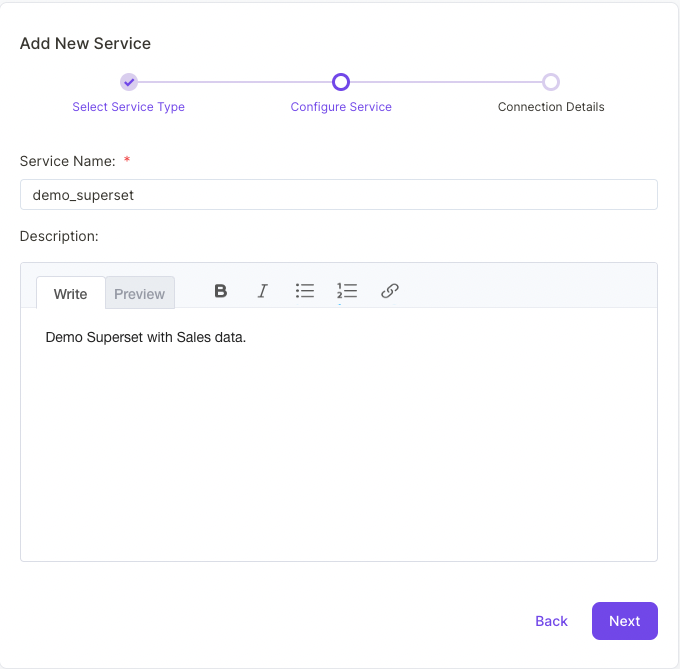 Add New Service
Select Service Type
Configure Service
Connection Details
Service Name: *
demo_superset
Description:
Write Preview B I
Demo Superset with Sales data.
Back Next